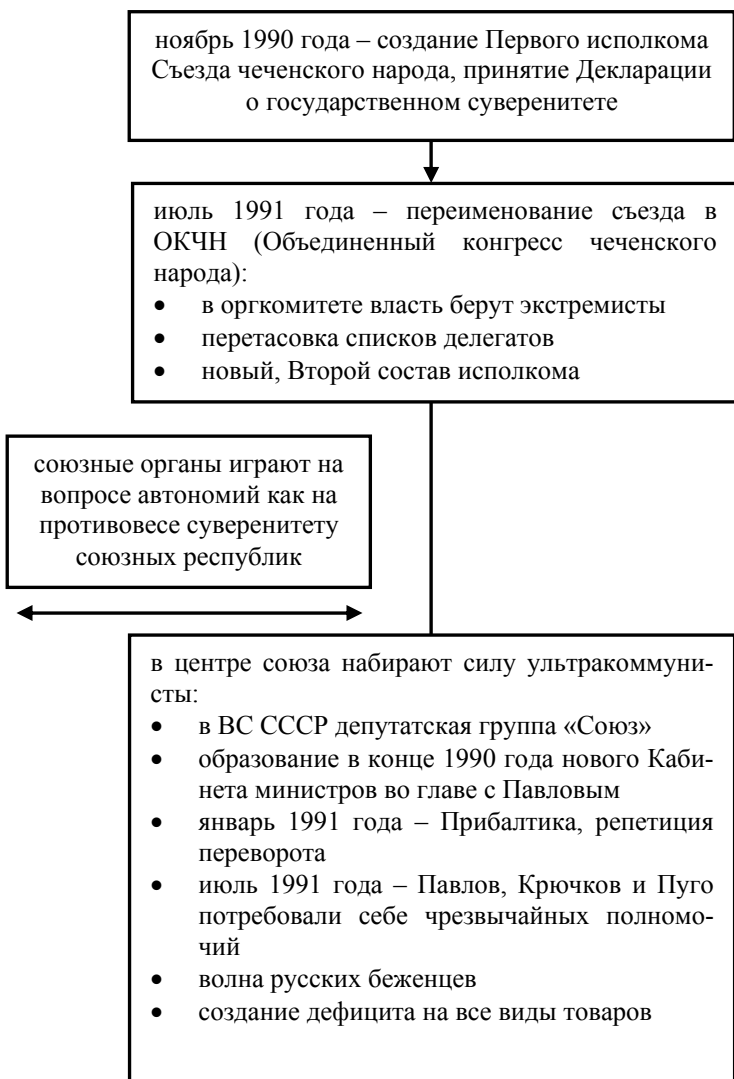 ноябрь 1990 года – создание Первого исполкома
Съезда чеченского народа, принятие Декларации
о государственном суверенитете
июль 1991 года – переименование съезда в
ОКЧН (Объединенный конгресс чеченского
народа):
• в оргкомитете власть берут экстремисты
• перетасовка списков делегатов
• новый, Второй состав исполкома
союзные органы играют на
вопросе автономий как на
противовесе суверенитету
союзных республик
в центре союза набирают силу ультракоммуни-
сты:
• в ВС СССР депутатская группа «Союз»
• образование в конце 1990 года нового Каби-
нета министров во главе с Павловым
• январь 1991 года – Прибалтика, репетиция
переворота
• июль 1991 года – Павлов, Крючков и Пуго
потребовали себе чрезвычайных полномо-
чий
• волна русских беженцев
• создание дефицита на все виды товаров